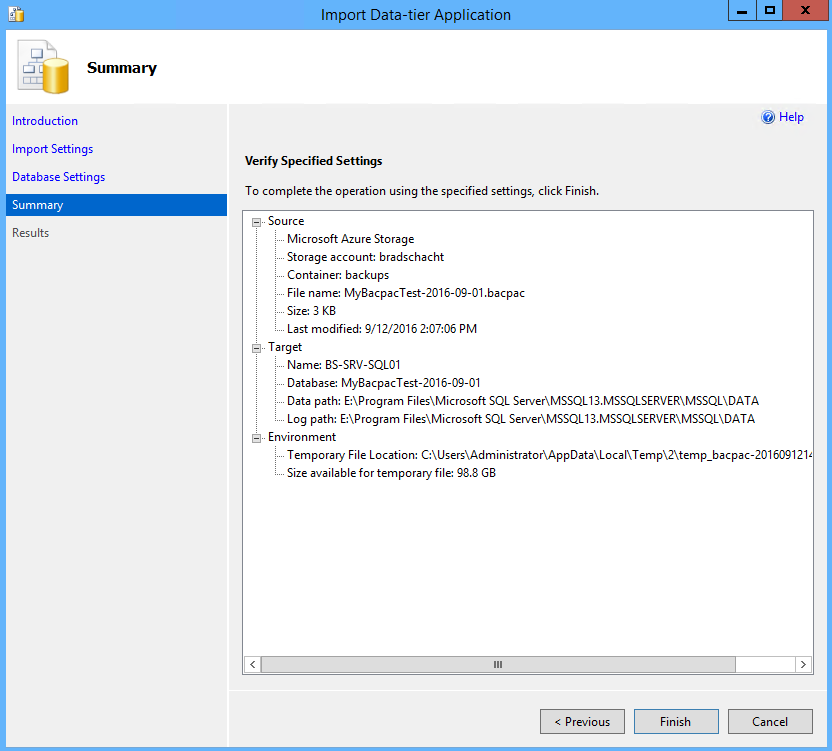 Import Data-tier Application
Summary
Help
Introduction
Import Settings
Database Settings
Summary
Results
Verify Specified Settings
To complete the operation using the specified settings, click Finish.
Source
Microsoft Azure Storage
Storage account: bradschacht
Container: backups
File name: MyBacpacTest-2016-09-01.bacpac
Size: 3 KB
Last modified: 9/12/2016 2:07:06 PM
Target
Name: BS-SRV-SQL01
Database: MyBacpacTest-2016-09-01
Data path: E:\Program Files\Microsoft SQL Server\MSSQL13.MSSQLSERVER\MSSQL\DATA
Log path: E:\Program Files\Microsoft SQL Server\MSSQL13.MSSQLSERVER\MSSQL\DATA
Environment
Temporary File Location: C:\Users\Administrator\AppData\Local\Temp\2\temp_bacpac-2016091214
Size available for temporary file: 98.8 GB
< Previous
Finish
Cancel